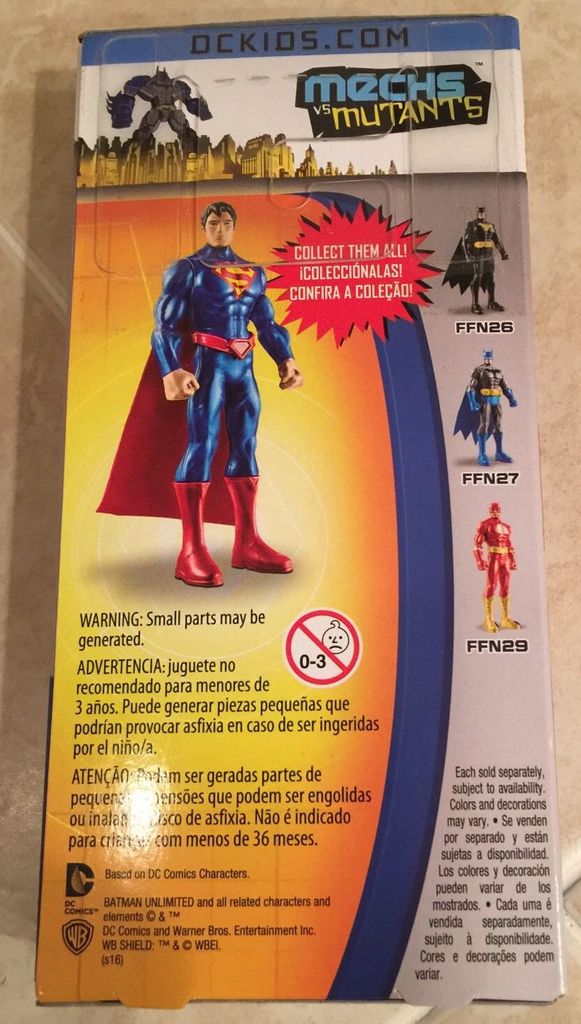 DCKIDS.COM
MECHS™
VS MUTANTS
COLLECT THEM ALL!
¡COLECCIÓNALAS!
CONFIRA A COLEÇÃO!
FFN26
FFN27
FFN29
WARNING: Small parts may be
generated.
0-3
ADVERTENCIA: juguete no
recomendado para menores de
3 años. Puede generar piezas pequeñas que
podrían provocar asfixia en caso de ser ingeridas
por el niño/a.
ATENÇÃO: Podem ser geradas partes de
dimensões que podem ser engolidas
ou risco de asfixia. Não é indicado
para com menos de 36 meses.
DC COMICS™
Based on DC Comics Characters.
BATMAN UNLIMITED and all related characters and
elements © & ™
DC Comics and Warner Bros. Entertainment Inc.
WB SHIELD: ™ & © WBEI.
(s16)
WB
Each sold separately,
subject to availability.
Colors and decorations
may vary. • Se venden
por separado y están
sujetas a disponibilidad.
Los colores y decoración
pueden variar de los
mostrados. • Cada uma é
vendida separadamente,
sujeito à disponibilidade.
Cores e decorações podem
variar.